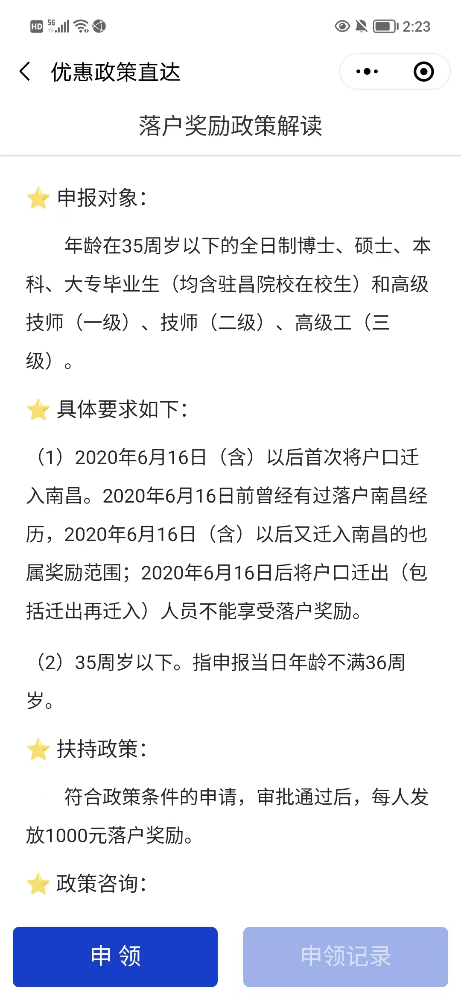 HD 5G 2:23
优惠政策直达
落户奖励政策解读
申报对象：
年龄在35周岁以下的全日制博士、硕士、本
科、大专毕业生（均含驻昌院校在校生）和高级
技师（一级）、技师（二级）、高级工（三
级）。
具体要求如下：
（1）2020年6月16日（含）以后首次将户口迁
入南昌。2020年6月16日前曾经有过落户南昌经
历，2020年6月16日（含）以后又迁入南昌的也
属奖励范围；2020年6月16日后将户口迁出（包
括迁出再迁入）人员不能享受落户奖励。
（2）35周岁以下。指申报当日年龄不满36周
岁。
扶持政策：
符合政策条件的申请，审批通过后，每人发
放1000元落户奖励。
政策咨询：
申 领
申领记录